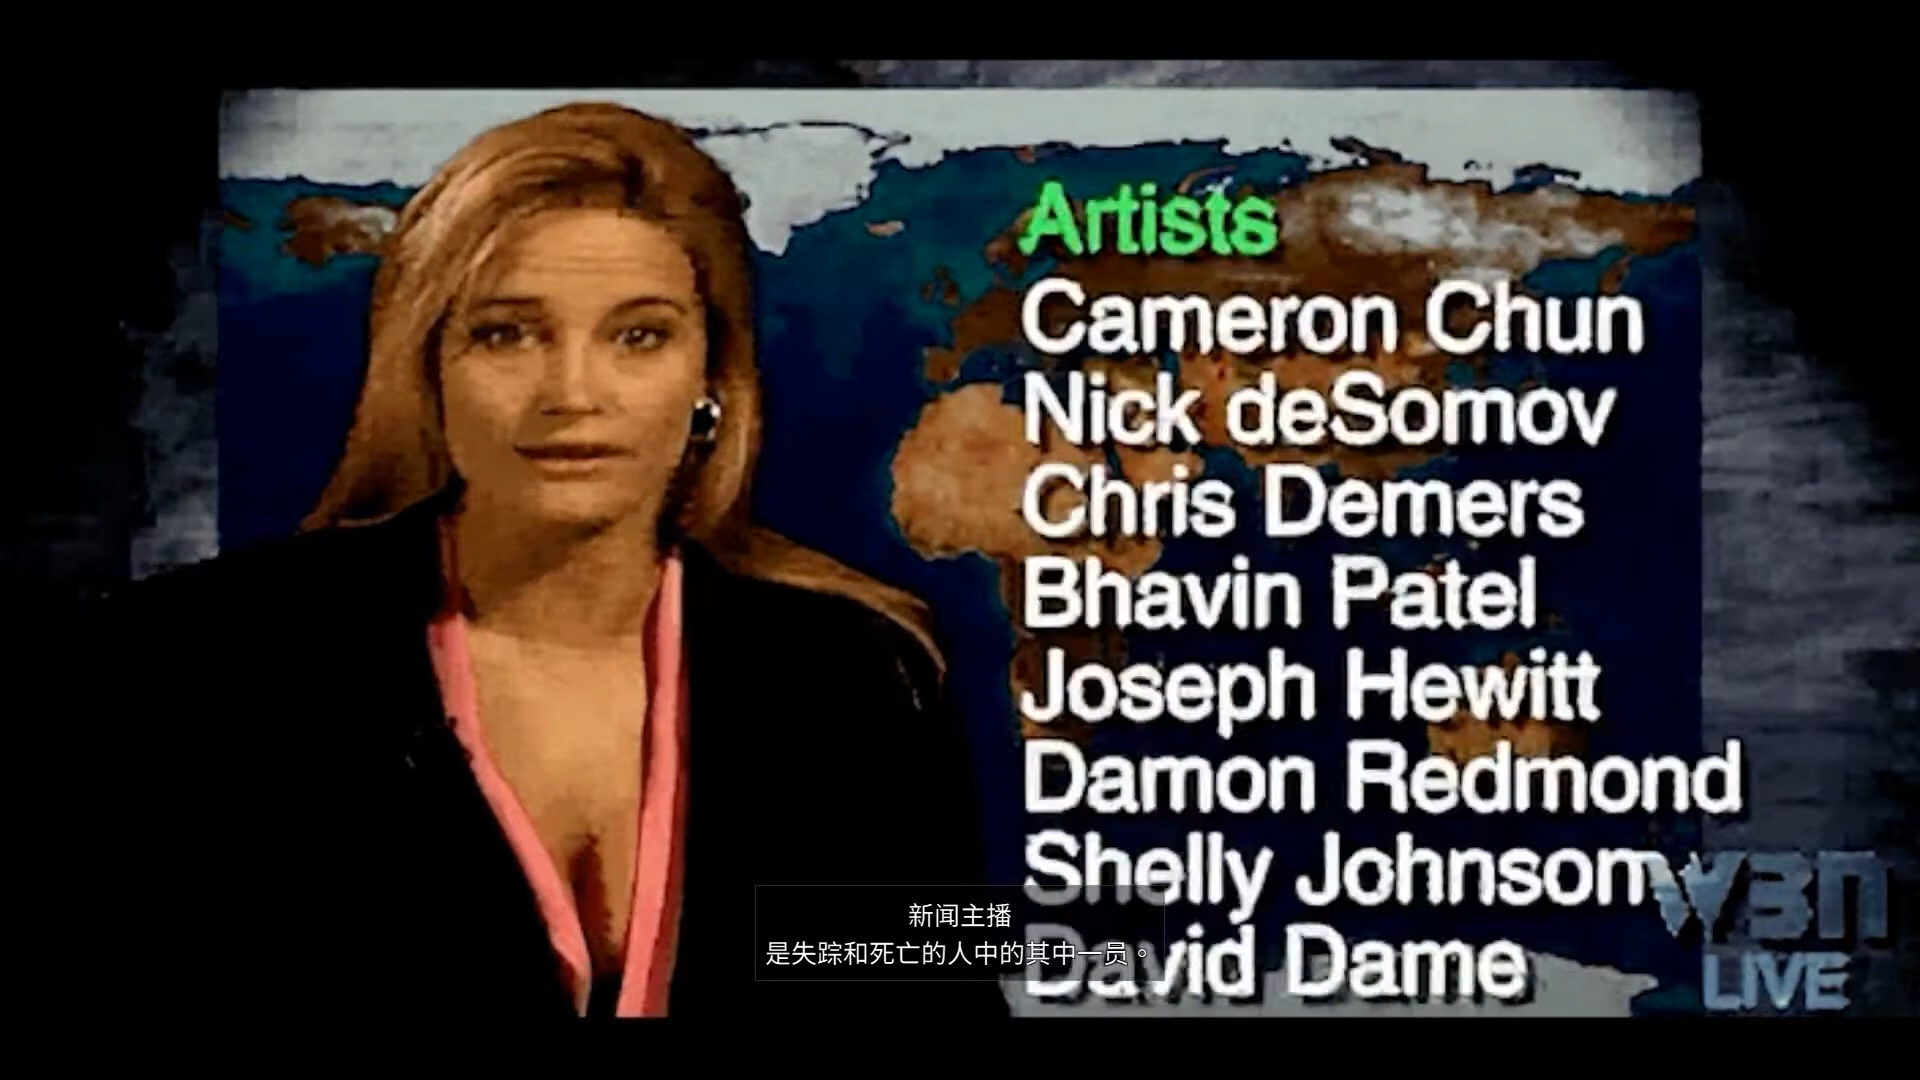 Artists
Cameron Chun
Nick deSomov
Chris Demers
Bhavin Patel
Joseph Hewitt
Damon Redmond
Shelly Johnson
David Dame
W3N
LIVE
新闻主播
是失踪和死亡的人中的其中一员。